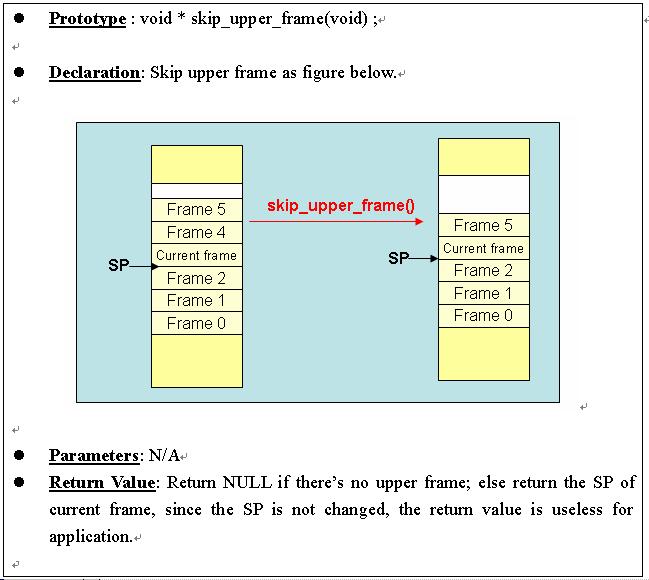 ● Prototype : void * skip_upper_frame(void) ;↵
↵
● Declaration: Skip upper frame as figure below.↵
↵
Frame 5
Frame 4
Current frame
SP
Frame 2
Frame 1
Frame 0
skip_upper_frame()
Frame 5
Current frame
SP
Frame 2
Frame 1
Frame 0
↵
↵
● Parameters: N/A↵
● Return Value: Return NULL if there's no upper frame; else return the SP of
current frame, since the SP is not changed, the return value is useless for
application.↵
↵